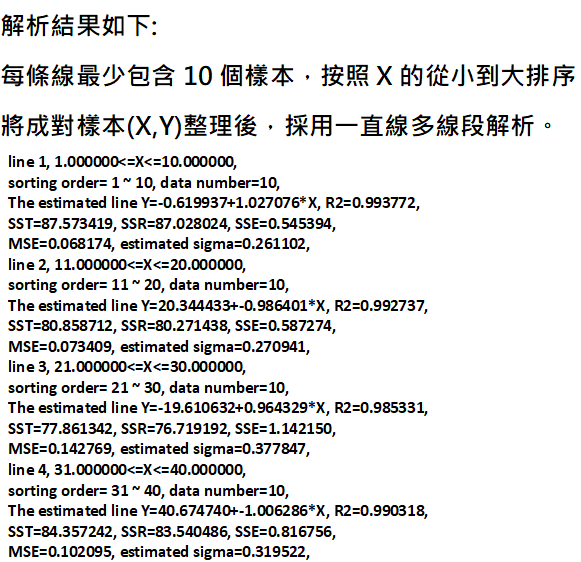 解析結果如下:
每條線最少包含 10 個樣本，按照 X 的從小到大排序
將成對樣本(X,Y)整理後，採用一直線多線段解析。
line 1, 1.000000<=X<=10.000000,
sorting order= 1 ~ 10, data number=10,
The estimated line Y=-0.619937+1.027076*X, R2=0.993772,
SST=87.573419, SSR=87.028024, SSE=0.545394,
MSE=0.068174, estimated sigma=0.261102,
line 2, 11.000000<=X<=20.000000,
sorting order= 11 ~ 20, data number=10,
The estimated line Y=20.344433+-0.986401*X, R2=0.992737,
SST=80.858712, SSR=80.271438, SSE=0.587274,
MSE=0.073409, estimated sigma=0.270941,
line 3, 21.000000<=X<=30.000000,
sorting order= 21 ~ 30, data number=10,
The estimated line Y=-19.610632+0.964329*X, R2=0.985331,
SST=77.861342, SSR=76.719192, SSE=1.142150,
MSE=0.142769, estimated sigma=0.377847,
line 4, 31.000000<=X<=40.000000,
sorting order= 31 ~ 40, data number=10,
The estimated line Y=40.674740+-1.006286*X, R2=0.990318,
SST=84.357242, SSR=83.540486, SSE=0.816756,
MSE=0.102095, estimated sigma=0.319522,